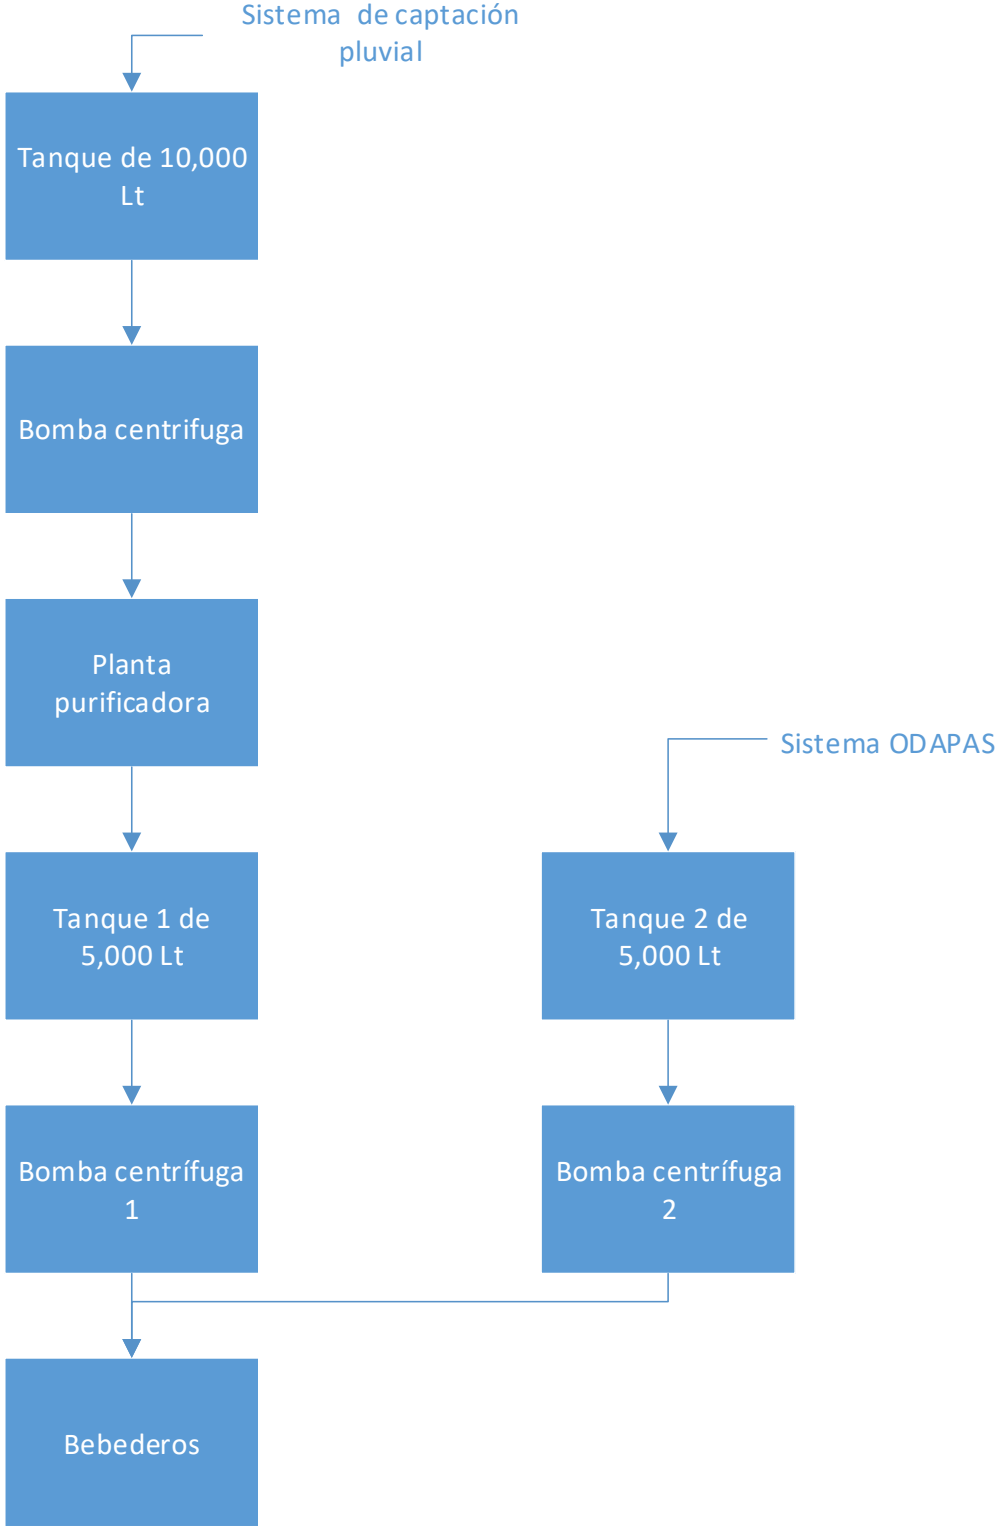 Sistema de captación
pluvial
Tanque de 10,000
Lt
Bomba centrifuga
Planta
purificadora
Sistema ODAPAS
Tanque 1 de
5,000 Lt
Tanque 2 de
5,000 Lt
Bomba centrífuga
1
Bomba centrífuga
2
Bebederos